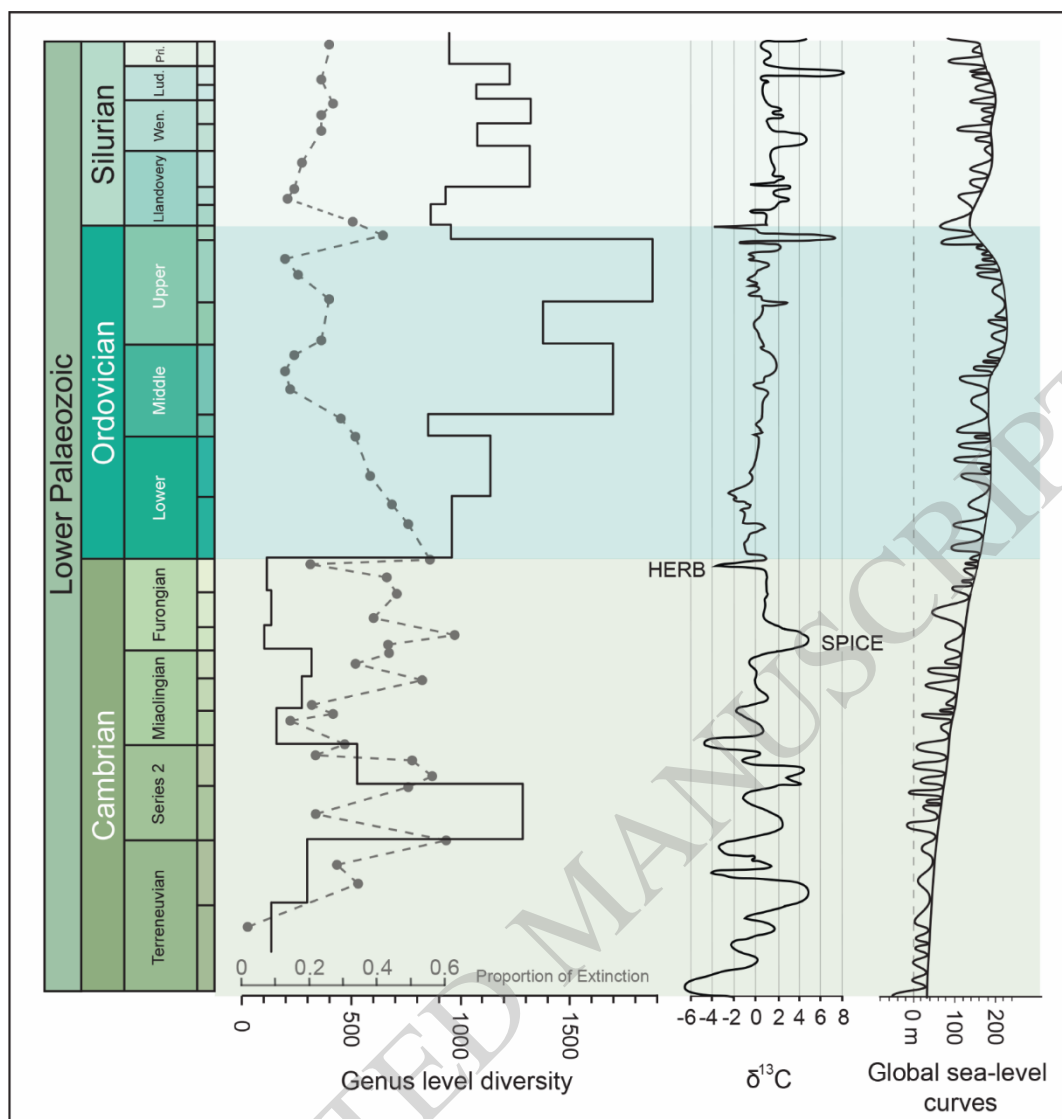 Lower Palaeozoic
Silurian
Ordovician
Cambrian
Pri.
Lud.
Wen.
Llandovery
Upper
Middle
Lower
Furongian
Miaolingian
Series 2
Terreneuvian
HERB
SPICE
0 0.2 0.4 0.6
Proportion of Extinction
0 500 1000 1500
Genus level diversity
-6 -4 -2 0 2 4 6 8
δ¹³C
0 m 100 200
Global sea-level
curves
TED MANUSCRIPT